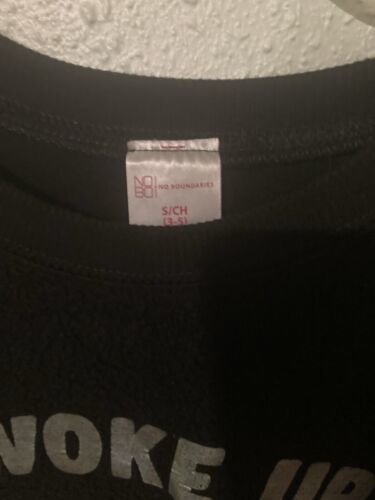 NO
BO
NO BOUNDARIES
S/CH
(3-5)
WOKE UP